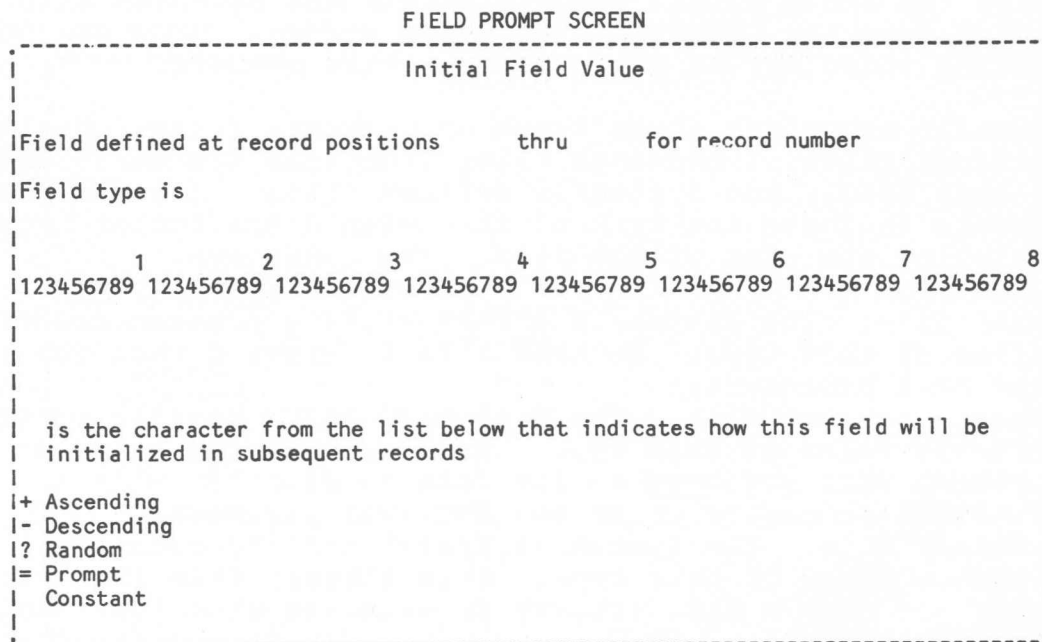 FIELD PROMPT SCREEN
Initial Field Value
Field defined at record positions thru for record number
Field type is
1 2 3 4 5 6 7 8
123456789 123456789 123456789 123456789 123456789 123456789 123456789 123456789
is the character from the list below that indicates how this field will be
initialized in subsequent records
+ Ascending
- Descending
? Random
= Prompt
Constant